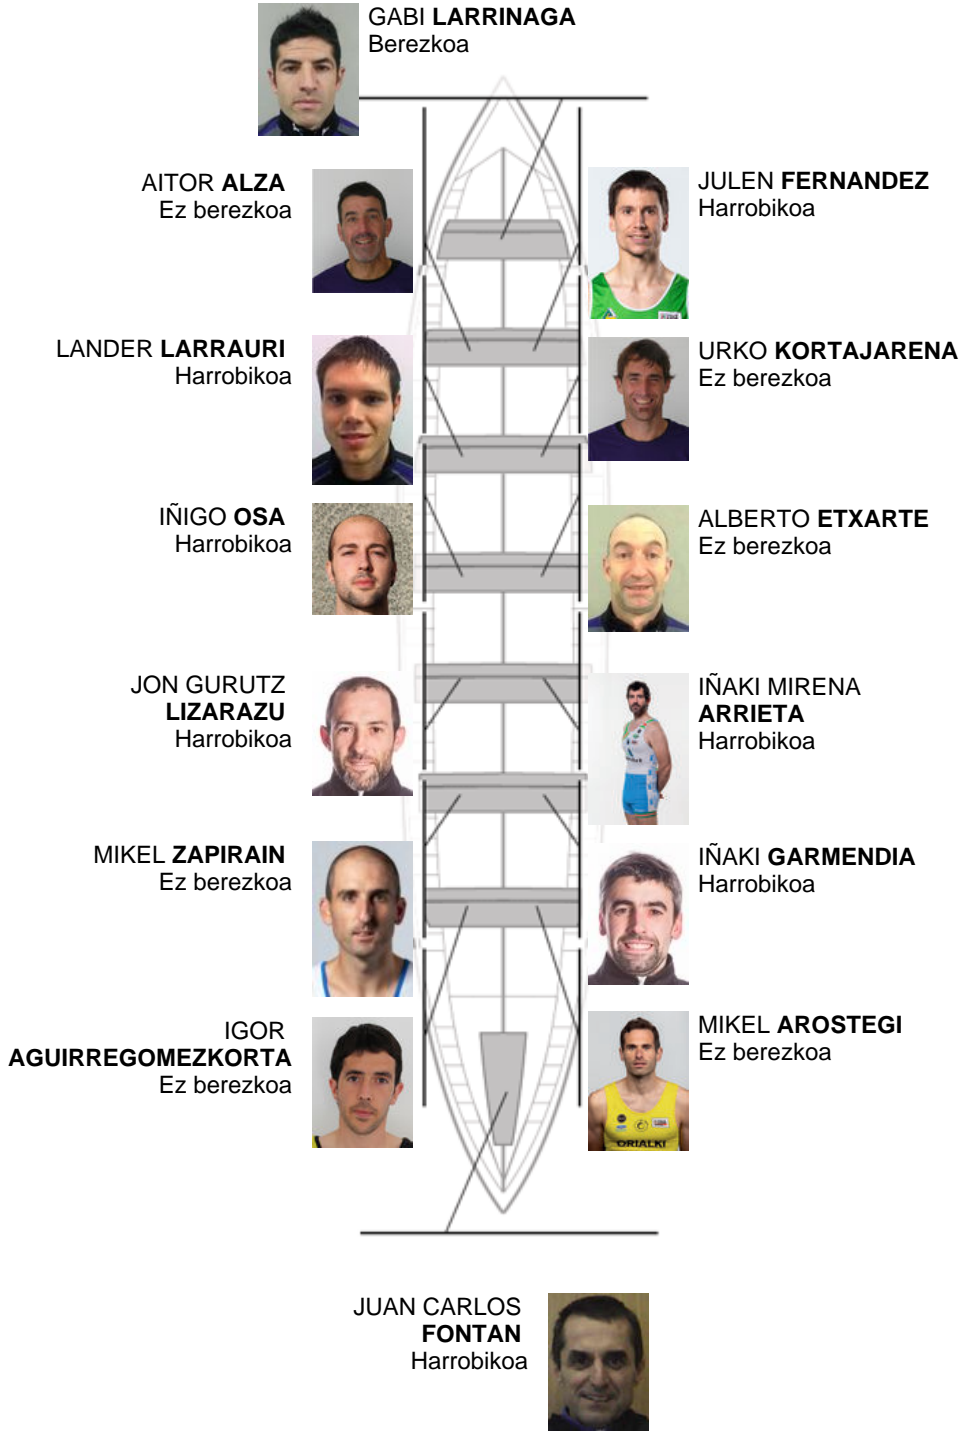 GABI LARRINAGA
Berezkoa
AITOR ALZA
Ez berezkoa
JULEN FERNANDEZ
Harrobikoa
LANDER LARRAURI
Harrobikoa
URKO KORTAJARENA
Ez berezkoa
IÑIGO OSA
Harrobikoa
ALBERTO ETXARTE
Ez berezkoa
JON GURUTZ
LIZARAZU
Harrobikoa
IÑAKI MIRENA
ARRIETA
Harrobikoa
MIKEL ZAPIRAIN
Ez berezkoa
IÑAKI GARMENDIA
Harrobikoa
IGOR
AGUIRREGOMEZKORTA
Ez berezkoa
MIKEL AROSTEGI
Ez berezkoa
ORIALKI
JUAN CARLOS
FONTAN
Harrobikoa